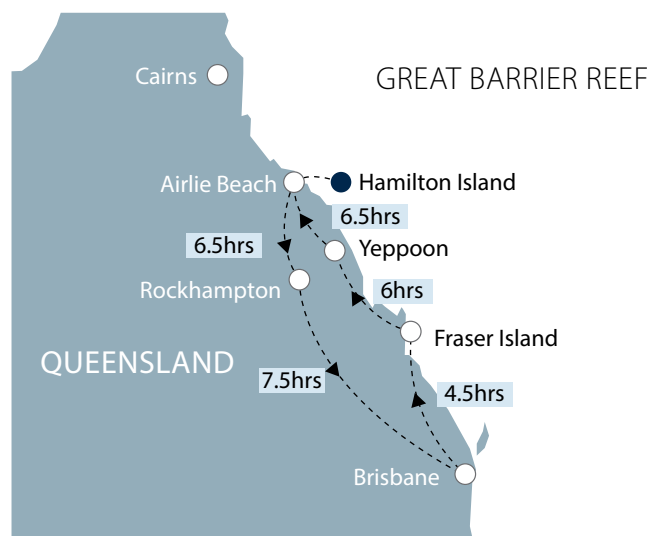 Cairns
GREAT BARRIER REEF
Airlie Beach
Hamilton Island
6.5hrs
6.5hrs
Yeppoon
Rockhampton
6hrs
Fraser Island
QUEENSLAND
7.5hrs
4.5hrs
Brisbane